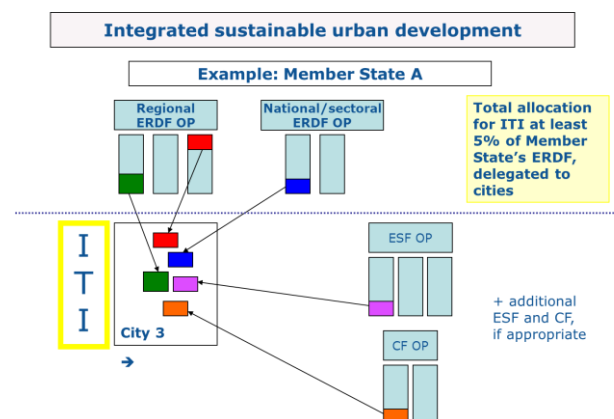 Integrated sustainable urban development
Example: Member State A
Regional
ERDF OP
National/sectoral
ERDF OP
Total allocation
for ITI at least
5% of Member
State's ERDF,
delegated to
cities
I
T
I
City 3
➔
ESF OP
+ additional
ESF and CF,
if appropriate
CF OP